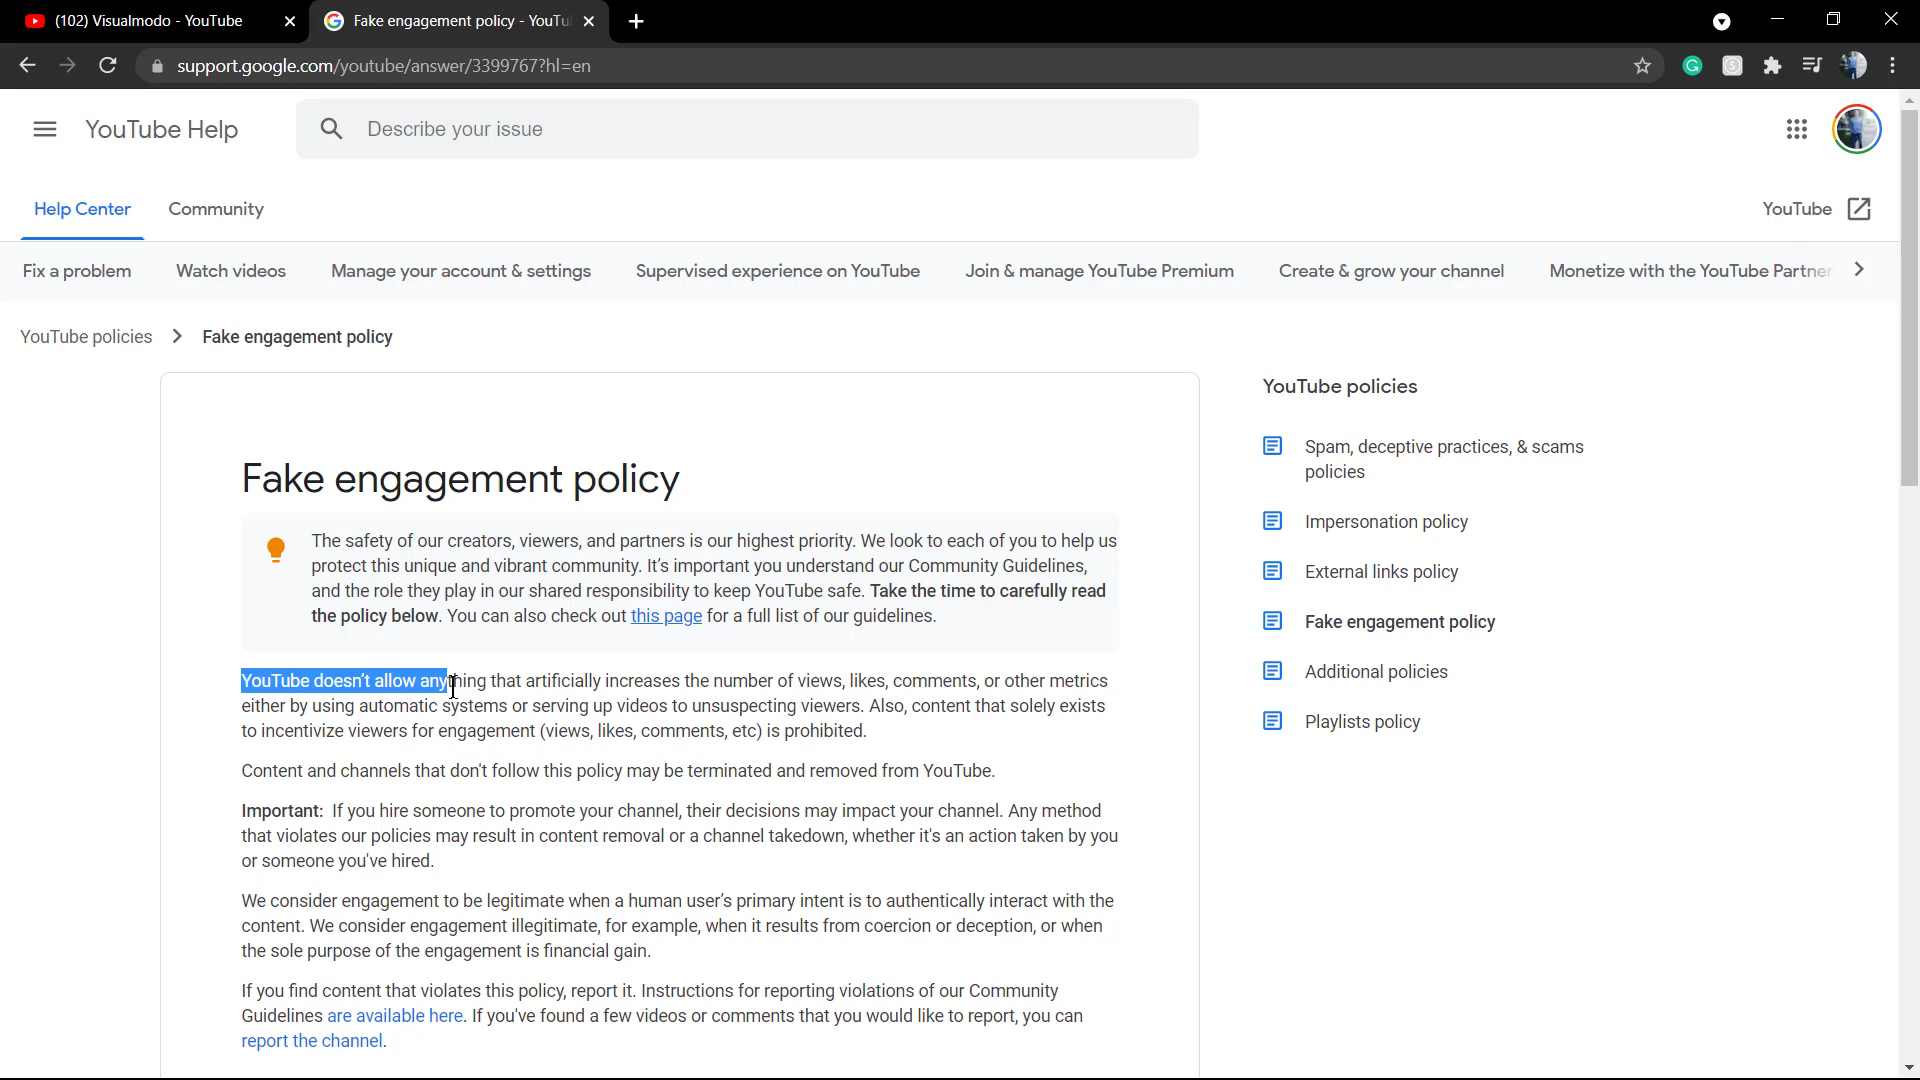 (102) Visualmodo - YouTube
Fake engagement policy - YouTu
support.google.com/youtube/answer/3399767?hl=en
YouTube Help
Describe your issue
Help Center
Community
YouTube
Fix a problem
Watch videos
Manage your account & settings
Supervised experience on YouTube
Join & manage YouTube Premium
Create & grow your channel
Monetize with the YouTube Partner
YouTube policies > Fake engagement policy
Fake engagement policy
The safety of our creators, viewers, and partners is our highest priority. We look to each of you to help us
protect this unique and vibrant community. It's important you understand our Community Guidelines,
and the role they play in our shared responsibility to keep YouTube safe. Take the time to carefully read
the policy below. You can also check out this page for a full list of our guidelines.
YouTube doesn't allow anything that artificially increases the number of views, likes, comments, or other metrics
either by using automatic systems or serving up videos to unsuspecting viewers. Also, content that solely exists
to incentivize viewers for engagement (views, likes, comments, etc) is prohibited.
Content and channels that don't follow this policy may be terminated and removed from YouTube.
Important: If you hire someone to promote your channel, their decisions may impact your channel. Any method
that violates our policies may result in content removal or a channel takedown, whether it's an action taken by you
or someone you've hired.
We consider engagement to be legitimate when a human user's primary intent is to authentically interact with the
content. We consider engagement illegitimate, for example, when it results from coercion or deception, or when
the sole purpose of the engagement is financial gain.
If you find content that violates this policy, report it. Instructions for reporting violations of our Community
Guidelines are available here. If you've found a few videos or comments that you would like to report, you can
report the channel.
YouTube policies
Spam, deceptive practices, & scams
policies
Impersonation policy
External links policy
Fake engagement policy
Additional policies
Playlists policy